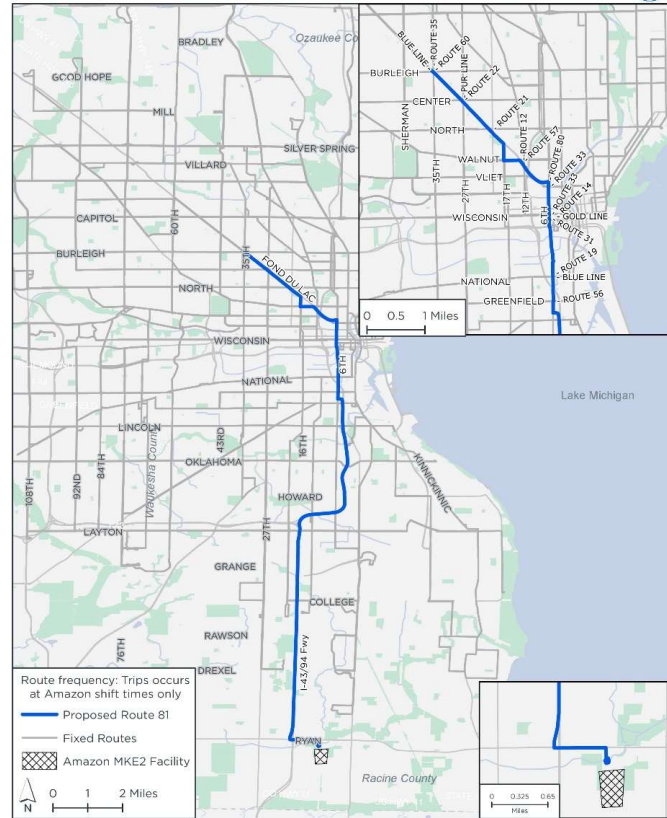 BRADLEY
Ozaukee Co
GOOD HOPE
MILL
SILVER SPRING
VILLARD
60TH
CAPITOL
BURLEIGH
35TH
FOND DU LAC
NORTH
WISCONSIN
6TH
NATIONAL
LINCOLN
43RD
16TH
OKLAHOMA
108TH
92ND
84TH
Waukesha County
KINNICKINNIC
HOWARD
27TH
LAYTON
GRANGE
COLLEGE
RAWSON
76TH
DREXEL
I-43/94 Fwy
RYAN
Racine County
Lake Michigan
BLUE LINE
ROUTE 35
ROUTE 60
BURLEIGH
PUR LINE
ROUTE 22
CENTER
ROUTE 21
NORTH
ROUTE 12
ROUTE 57
SHERMAN
WALNUT
ROUTE 80
35TH
VLIET
ROUTE 33
27TH
17TH
12TH
ROUTE 33
6TH
ROUTE 14
WISCONSIN
GOLD LINE
ROUTE 31
ROUTE 19
NATIONAL
BLUE LINE
GREENFIELD
ROUTE 56
0 0.5 1 Miles
Route frequency: Trips occurs
at Amazon shift times only
Proposed Route 81
Fixed Routes
Amazon MKE2 Facility
N
0 1 2 Miles
0 0.325 0.65
Miles